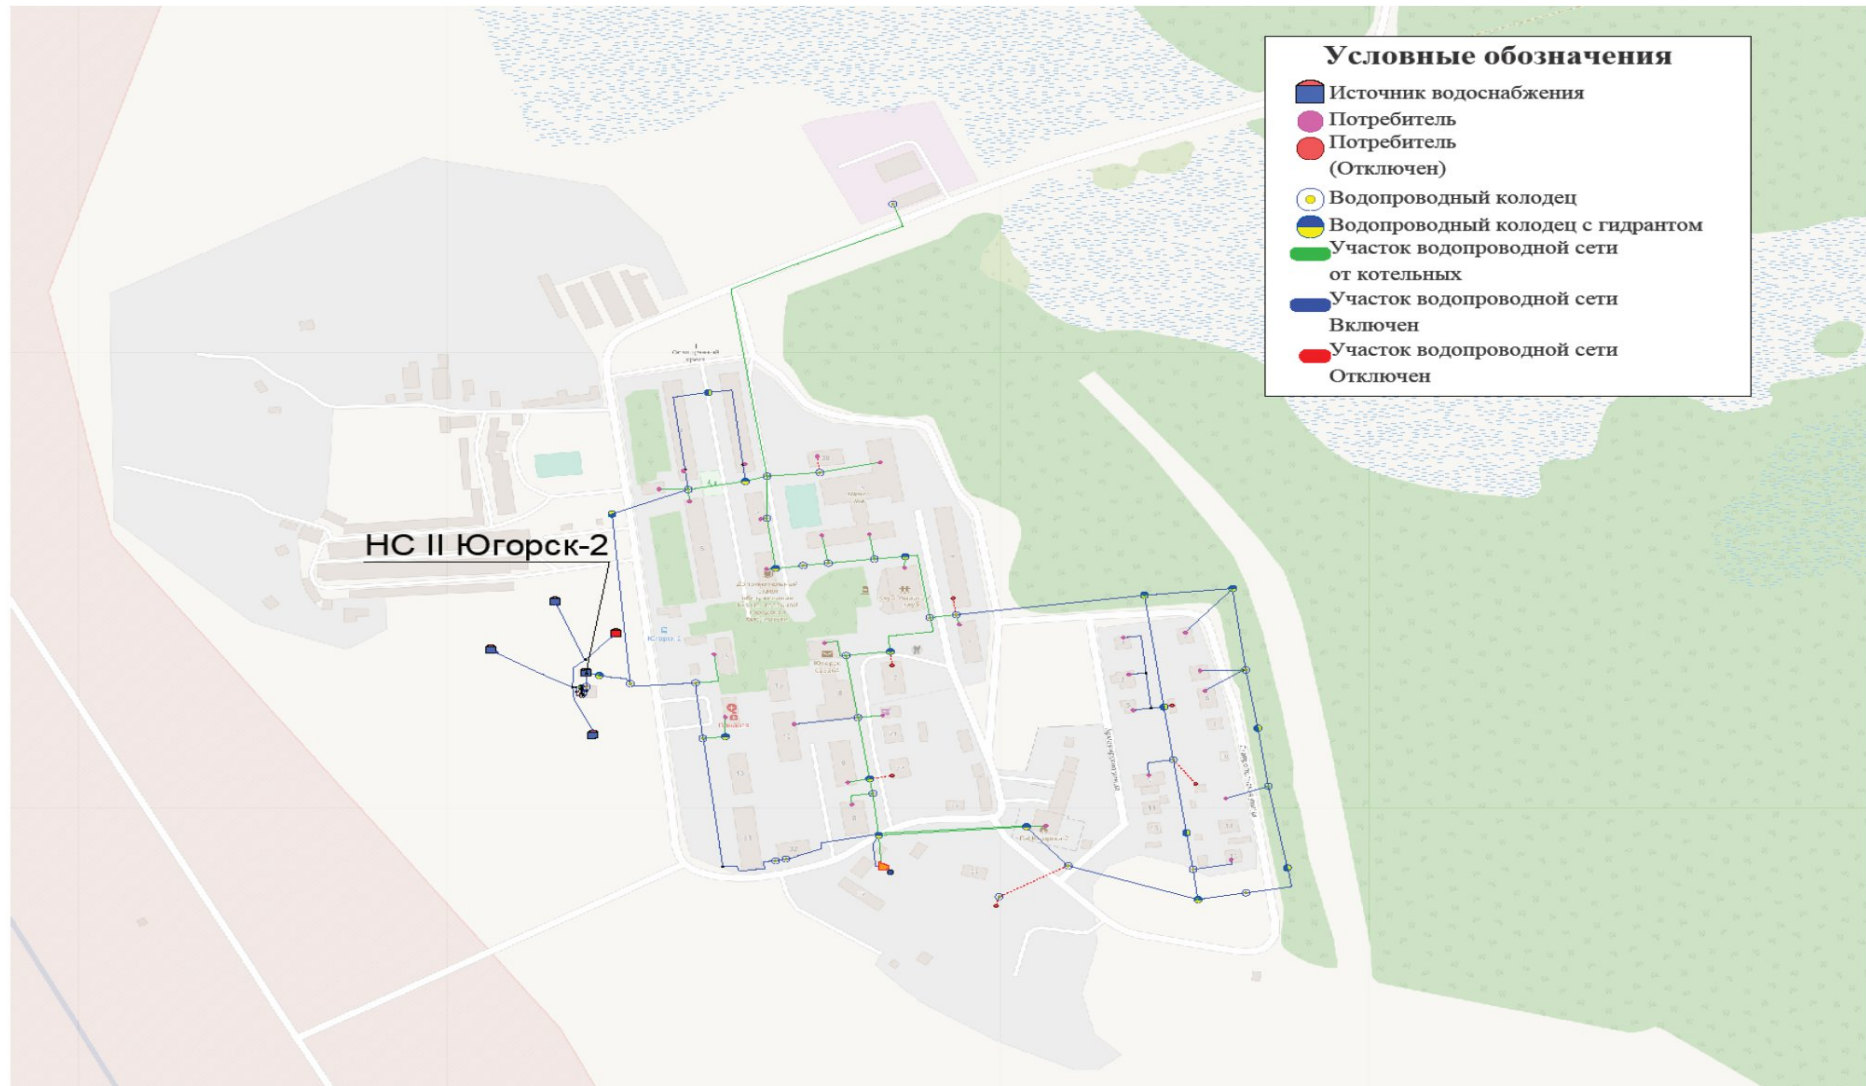 Условные обозначения
Источник водоснабжения
Потребитель
Потребитель
(Отключен)
Водопроводный колодец
Водопроводный колодец с гидрантом
Участок водопроводной сети
от котельных
Участок водопроводной сети
Включен
Участок водопроводной сети
Отключен
НС II Югорск-2